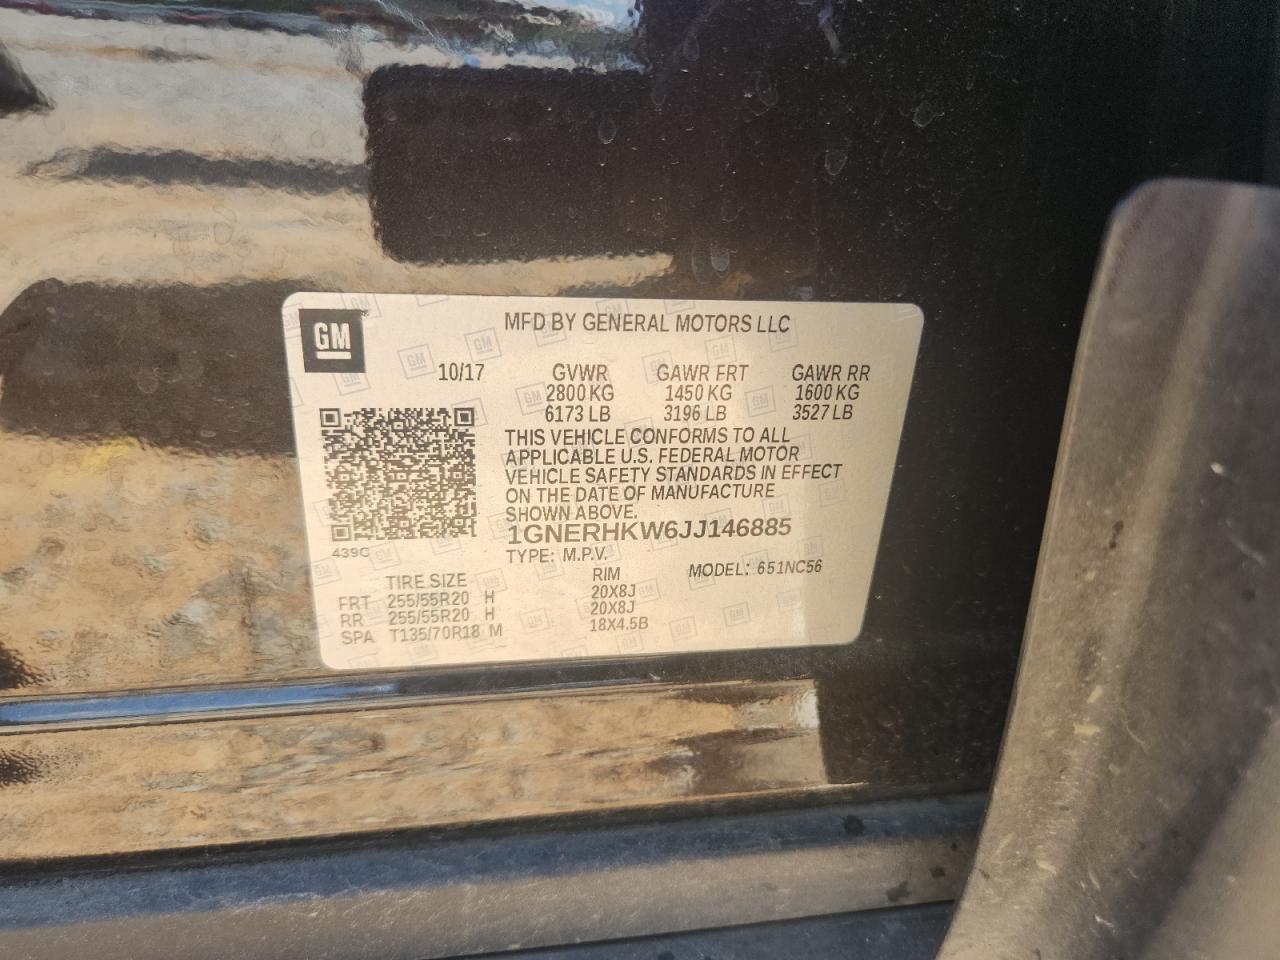 GM
MFD BY GENERAL MOTORS LLC
10/17 GVWR GAWR FRT GAWR RR
2800 KG 1450 KG 1600 KG
6173 LB 3196 LB 3527 LB
THIS VEHICLE CONFORMS TO ALL
APPLICABLE U.S. FEDERAL MOTOR
VEHICLE SAFETY STANDARDS IN EFFECT
ON THE DATE OF MANUFACTURE
SHOWN ABOVE.
1GNERHKW6JJ146885
439C
TYPE: M.P.V. MODEL: 651NC56
TIRE SIZE RIM
FRT 255/55R20 H 20X8J
RR 255/55R20 H 20X8J
SPA T135/70R18 M 18X4.5B